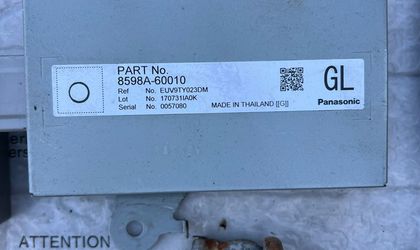 PART No.
8598A-60010
Ref No. EUV9TY023DM
Lot No. 170731IA0K
Serial No. 0057080
MADE IN THAILAND [[G]]
GL
Panasonic
ATTENTION